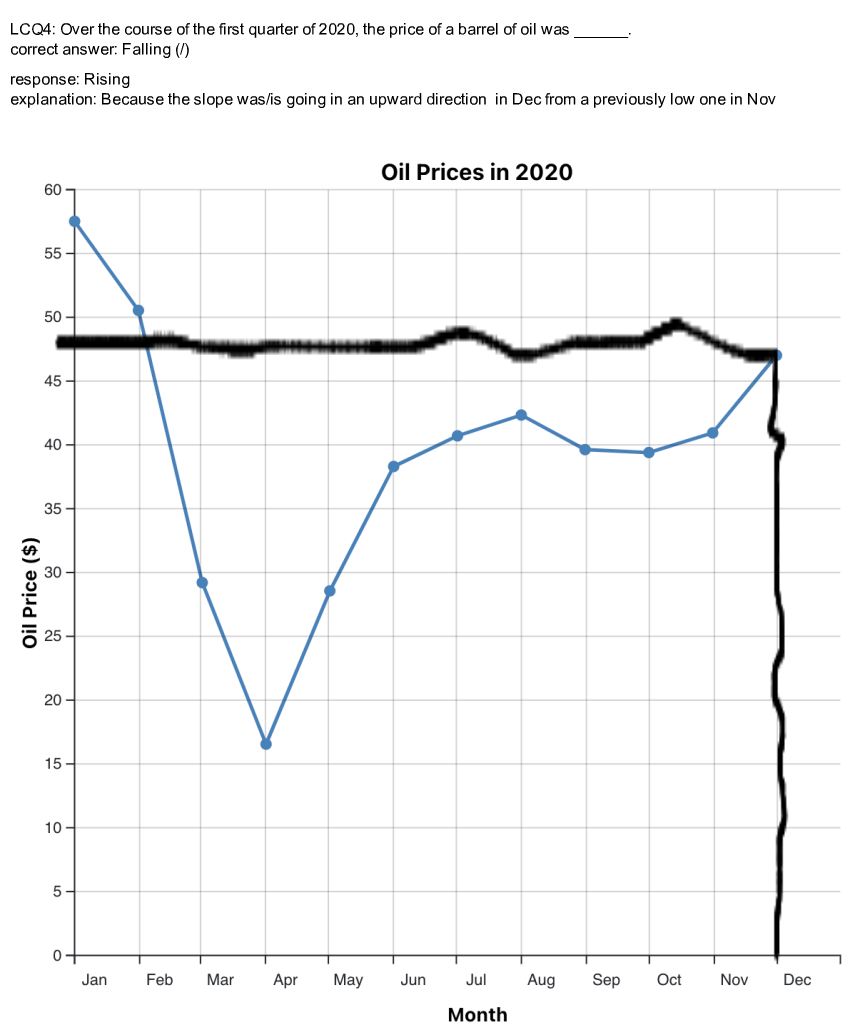 LCQ4: Over the course of the first quarter of 2020, the price of a barrel of oil was _______.
correct answer: Falling (/)
response: Rising
explanation: Because the slope was/is going in an upward direction  in Dec from a previously low one in Nov
Oil Prices in 2020
60
55
50
45
40
35
30
25
20
15
10
5
0
Oil Price ($)
Jan Feb Mar Apr May Jun Jul Aug Sep Oct Nov Dec
Month